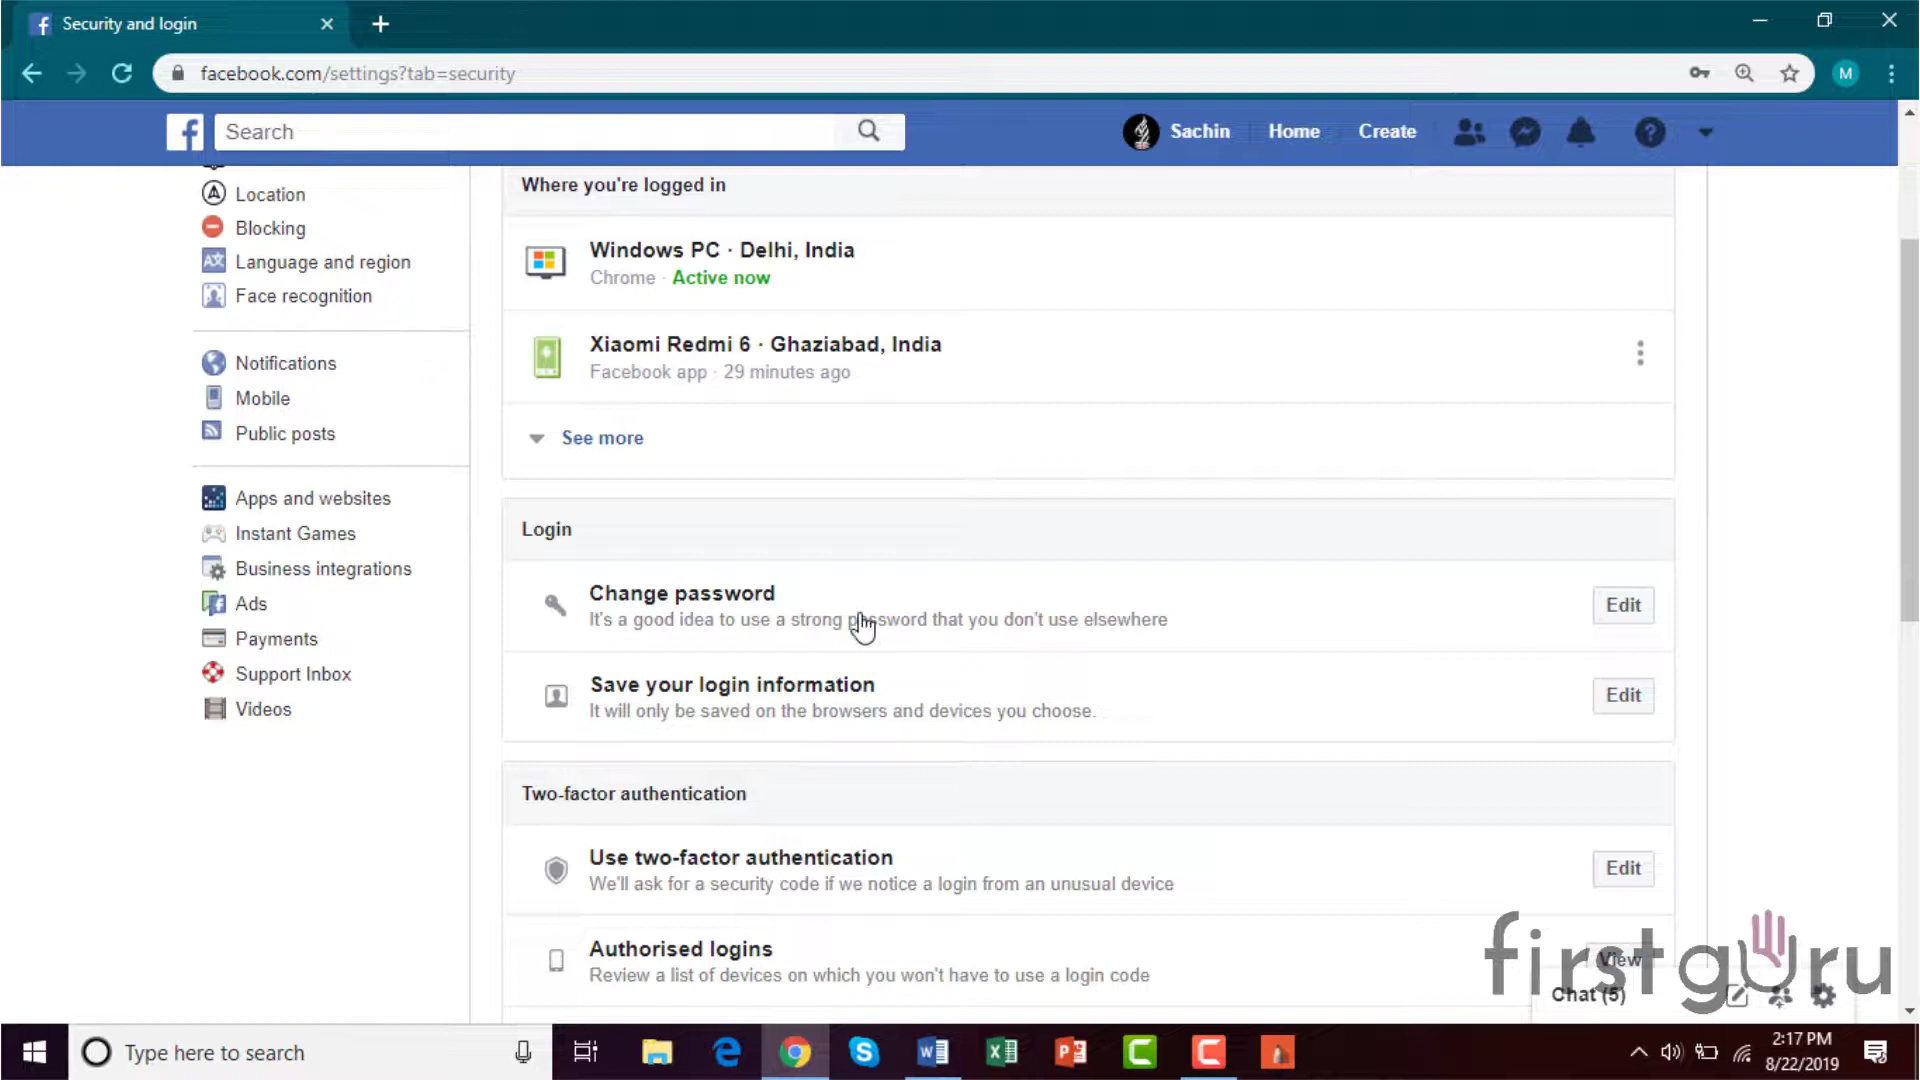 Security and login
facebook.com/settings?tab=security
M
Search
Sachin
Home
Create
Location
Blocking
Language and region
Face recognition
Notifications
Mobile
Public posts
Apps and websites
Instant Games
Business integrations
Ads
Payments
Support Inbox
Videos
Where you're logged in
Windows PC · Delhi, India
Chrome · Active now
Xiaomi Redmi 6 · Ghaziabad, India
Facebook app · 29 minutes ago
See more
Login
Change password
Edit
It's a good idea to use a strong password that you don't use elsewhere
Save your login information
Edit
It will only be saved on the browsers and devices you choose.
Two-factor authentication
Use two-factor authentication
Edit
We'll ask for a security code if we notice a login from an unusual device
Authorised logins
View
Review a list of devices on which you won't have to use a login code
firstguru
Chat (5)
Type here to search
2:17 PM
8/22/2019